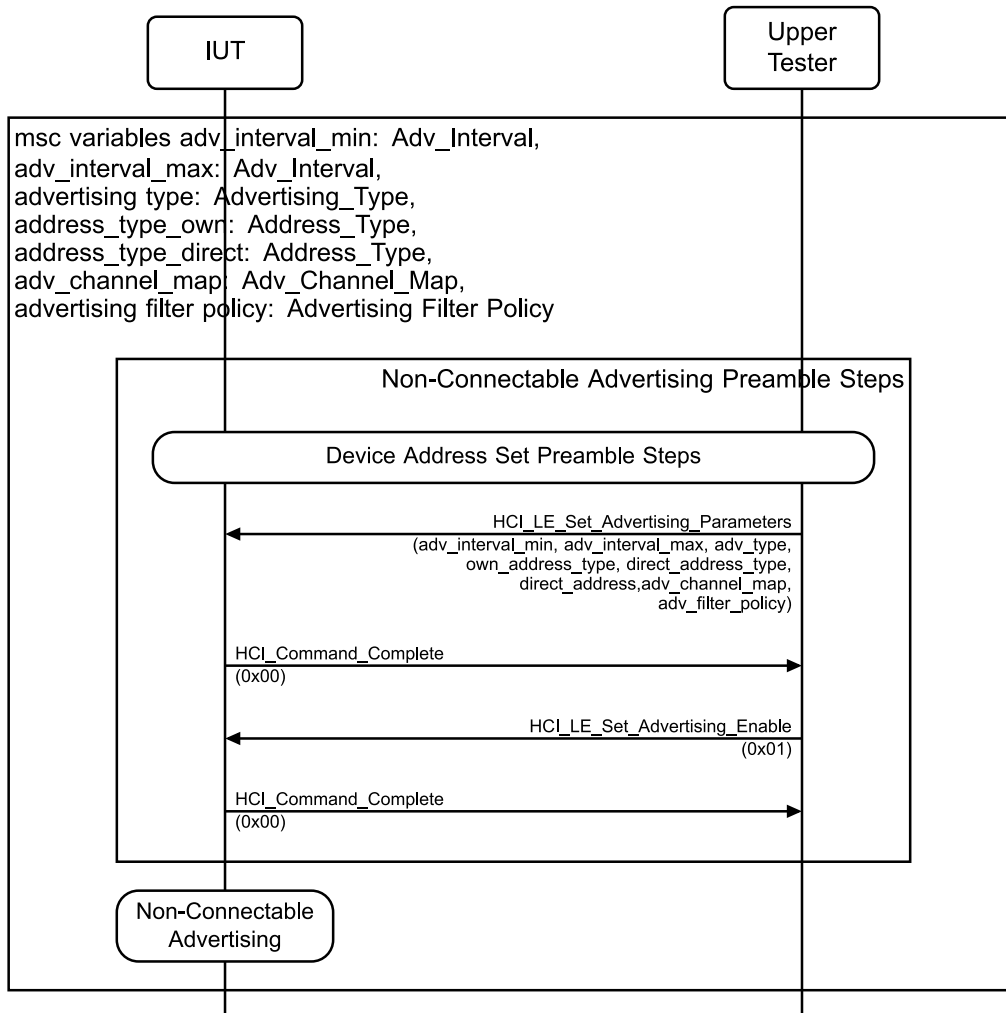 IUT
Upper
Tester
msc variables adv_interval_min: Adv_Interval,
adv_interval_max: Adv_Interval,
advertising type: Advertising_Type,
address_type_own: Address_Type,
address_type_direct: Address_Type,
adv_channel_map: Adv_Channel_Map,
advertising filter policy: Advertising Filter Policy
Non-Connectable Advertising Preamble Steps
Device Address Set Preamble Steps
HCI_LE_Set_Advertising_Parameters
(adv_interval_min, adv_interval_max, adv_type,
own_address_type, direct_address_type,
direct_address,adv_channel_map,
adv_filter_policy)
HCI_Command_Complete
(0x00)
HCI_LE_Set_Advertising_Enable
(0x01)
HCI_Command_Complete
(0x00)
Non-Connectable
Advertising